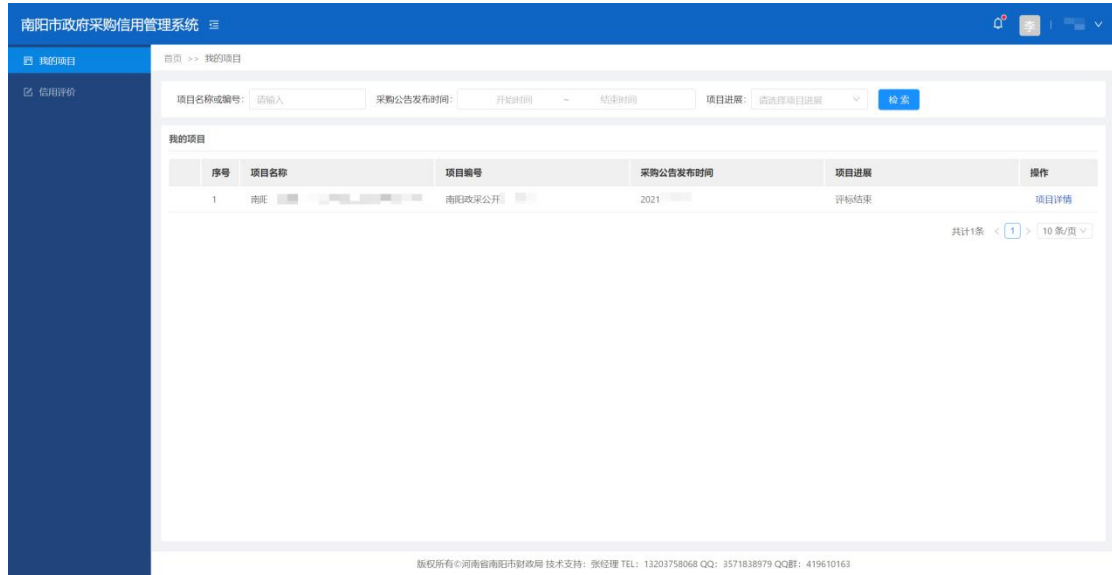 南阳市政府采购信用管理系统
李
我的项目
首页 >> 我的项目
信用评价
项目名称或编号： 请输入 采购公告发布时间： 开始时间 ~ 结束时间 项目进展： 请选择项目进展 检 索
我的项目
序号 项目名称 项目编号 采购公告发布时间 项目进展 操作
1 南阳 南阳政采公开 2021 评标结束 项目详情
共计1条 < 1 > 10 条/页
版权所有©河南省南阳市财政局 技术支持：张经理 TEL：13203758068 QQ：3571838979 QQ群：419610163